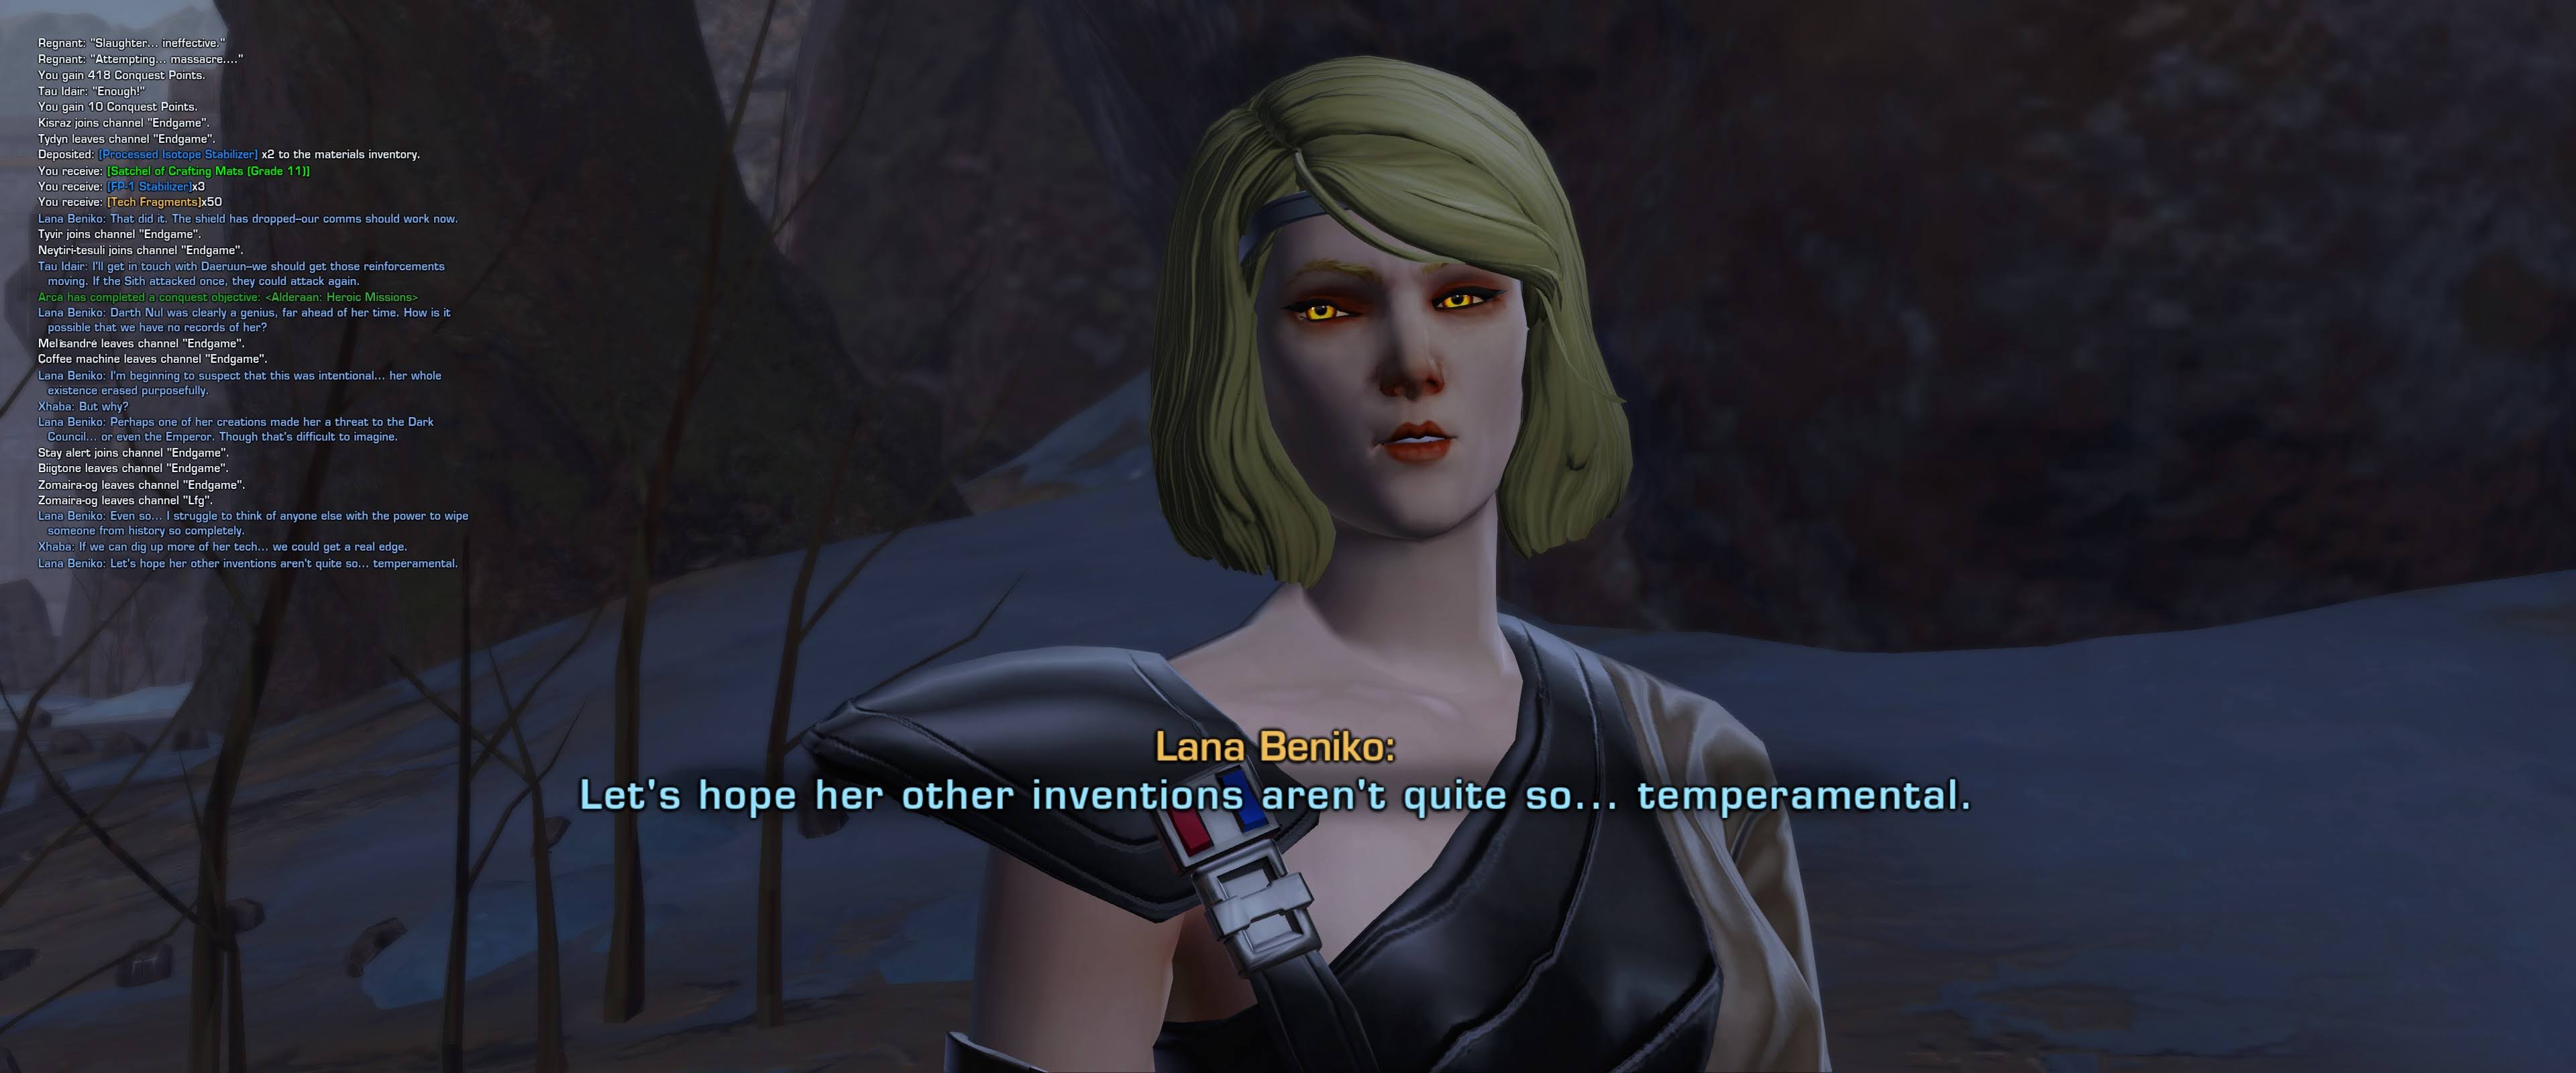 Regnant: "Slaughter... ineffective."
Regnant: "Attempting... massacre...."
You gain 418 Conquest Points.
Tau Idair: "Enough!"
You gain 10 Conquest Points.
Kisraz joins channel "Endgame".
Tydyn leaves channel "Endgame".
Deposited: [Processed Isotope Stabilizer] x2 to the materials inventory.
You receive: [Satchel of Crafting Mats (Grade 11)]
You receive: [FP-1 Stabilizer]x3
You receive: [Tech Fragments]x50
Lana Beniko: That did it. The shield has dropped–our comms should work now.
Tyvir joins channel "Endgame".
Neytiri-tesuli joins channel "Endgame".
Tau Idair: I'll get in touch with Daeruun–we should get those reinforcements
moving. If the Sith attacked once, they could attack again.
Arca has completed a conquest objective: <Alderaan: Heroic Missions>
Lana Beniko: Darth Nul was clearly a genius, far ahead of her time. How is it
possible that we have no records of her?
leaves channel "Endgame".
Coffee machine leaves channel "Endgame".
Lana Beniko: I'm beginning to suspect that this was intentional... her whole
existence erased purposefully.
Xhaba: But why?
Lana Beniko: Perhaps one of her creations made her a threat to the Dark
Council... or even the Emperor. Though that's difficult to imagine.
Stay alert joins channel "Endgame".
Biigtone leaves channel "Endgame".
Zomaira-og leaves channel "Endgame".
Zomaira-og leaves channel "Lfg".
Lana Beniko: Even so... I struggle to think of anyone else with the power to wipe
someone from history so completely.
Xhaba: If we can dig up more of her tech... we could get a real edge.
Lana Beniko: Let's hope her other inventions aren't quite so... temperamental.
Lana Beniko:
Let's hope her other inventions aren't quite so... temperamental.